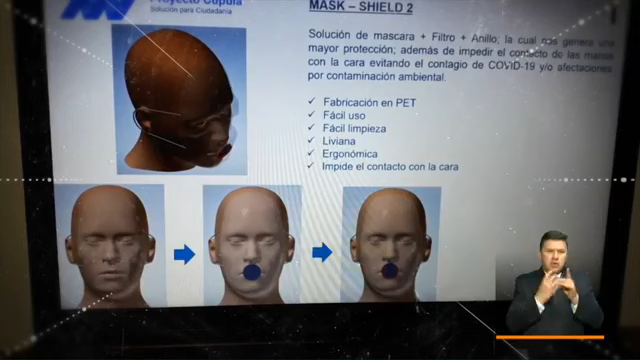 Proyecto Cúpula
Solución para Ciudadanía
MASK – SHIELD 2
Solución de mascara + Filtro + Anillo; la cual nos genera una
mayor protección; además de impedir el contacto de las manos
con la cara evitando el contagio de COVID-19 y/o afectaciones
por contaminación ambiental.
✓ Fabricación en PET
✓ Fácil uso
✓ Fácil limpieza
✓ Liviana
✓ Ergonómica
✓ Impide el contacto con la cara